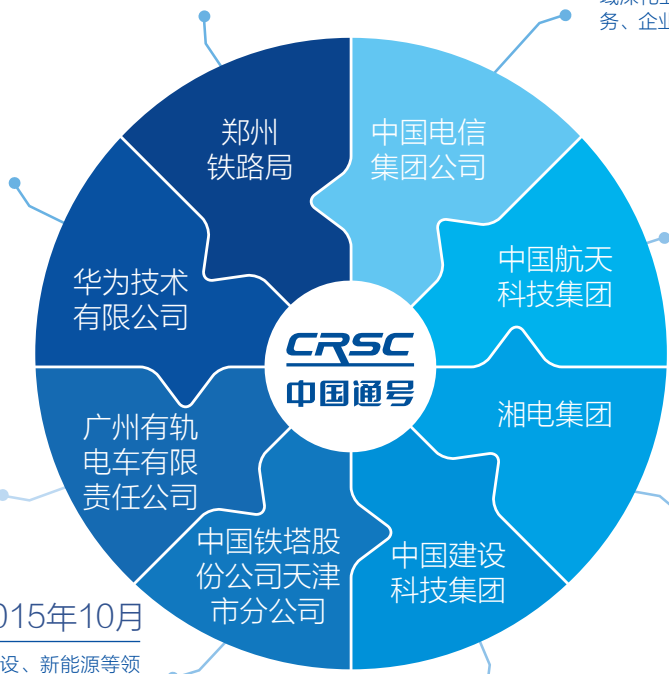 务、企业
郑州
铁路局
中国电信
集团公司
华为技术
有限公司
中国航天
科技集团
CRSC
中国通号
湘电集团
广州有轨
电车有限
责任公司
中国铁塔股
份公司天津
市分公司
中国建设
科技集团
015年10月
设、新能源等领